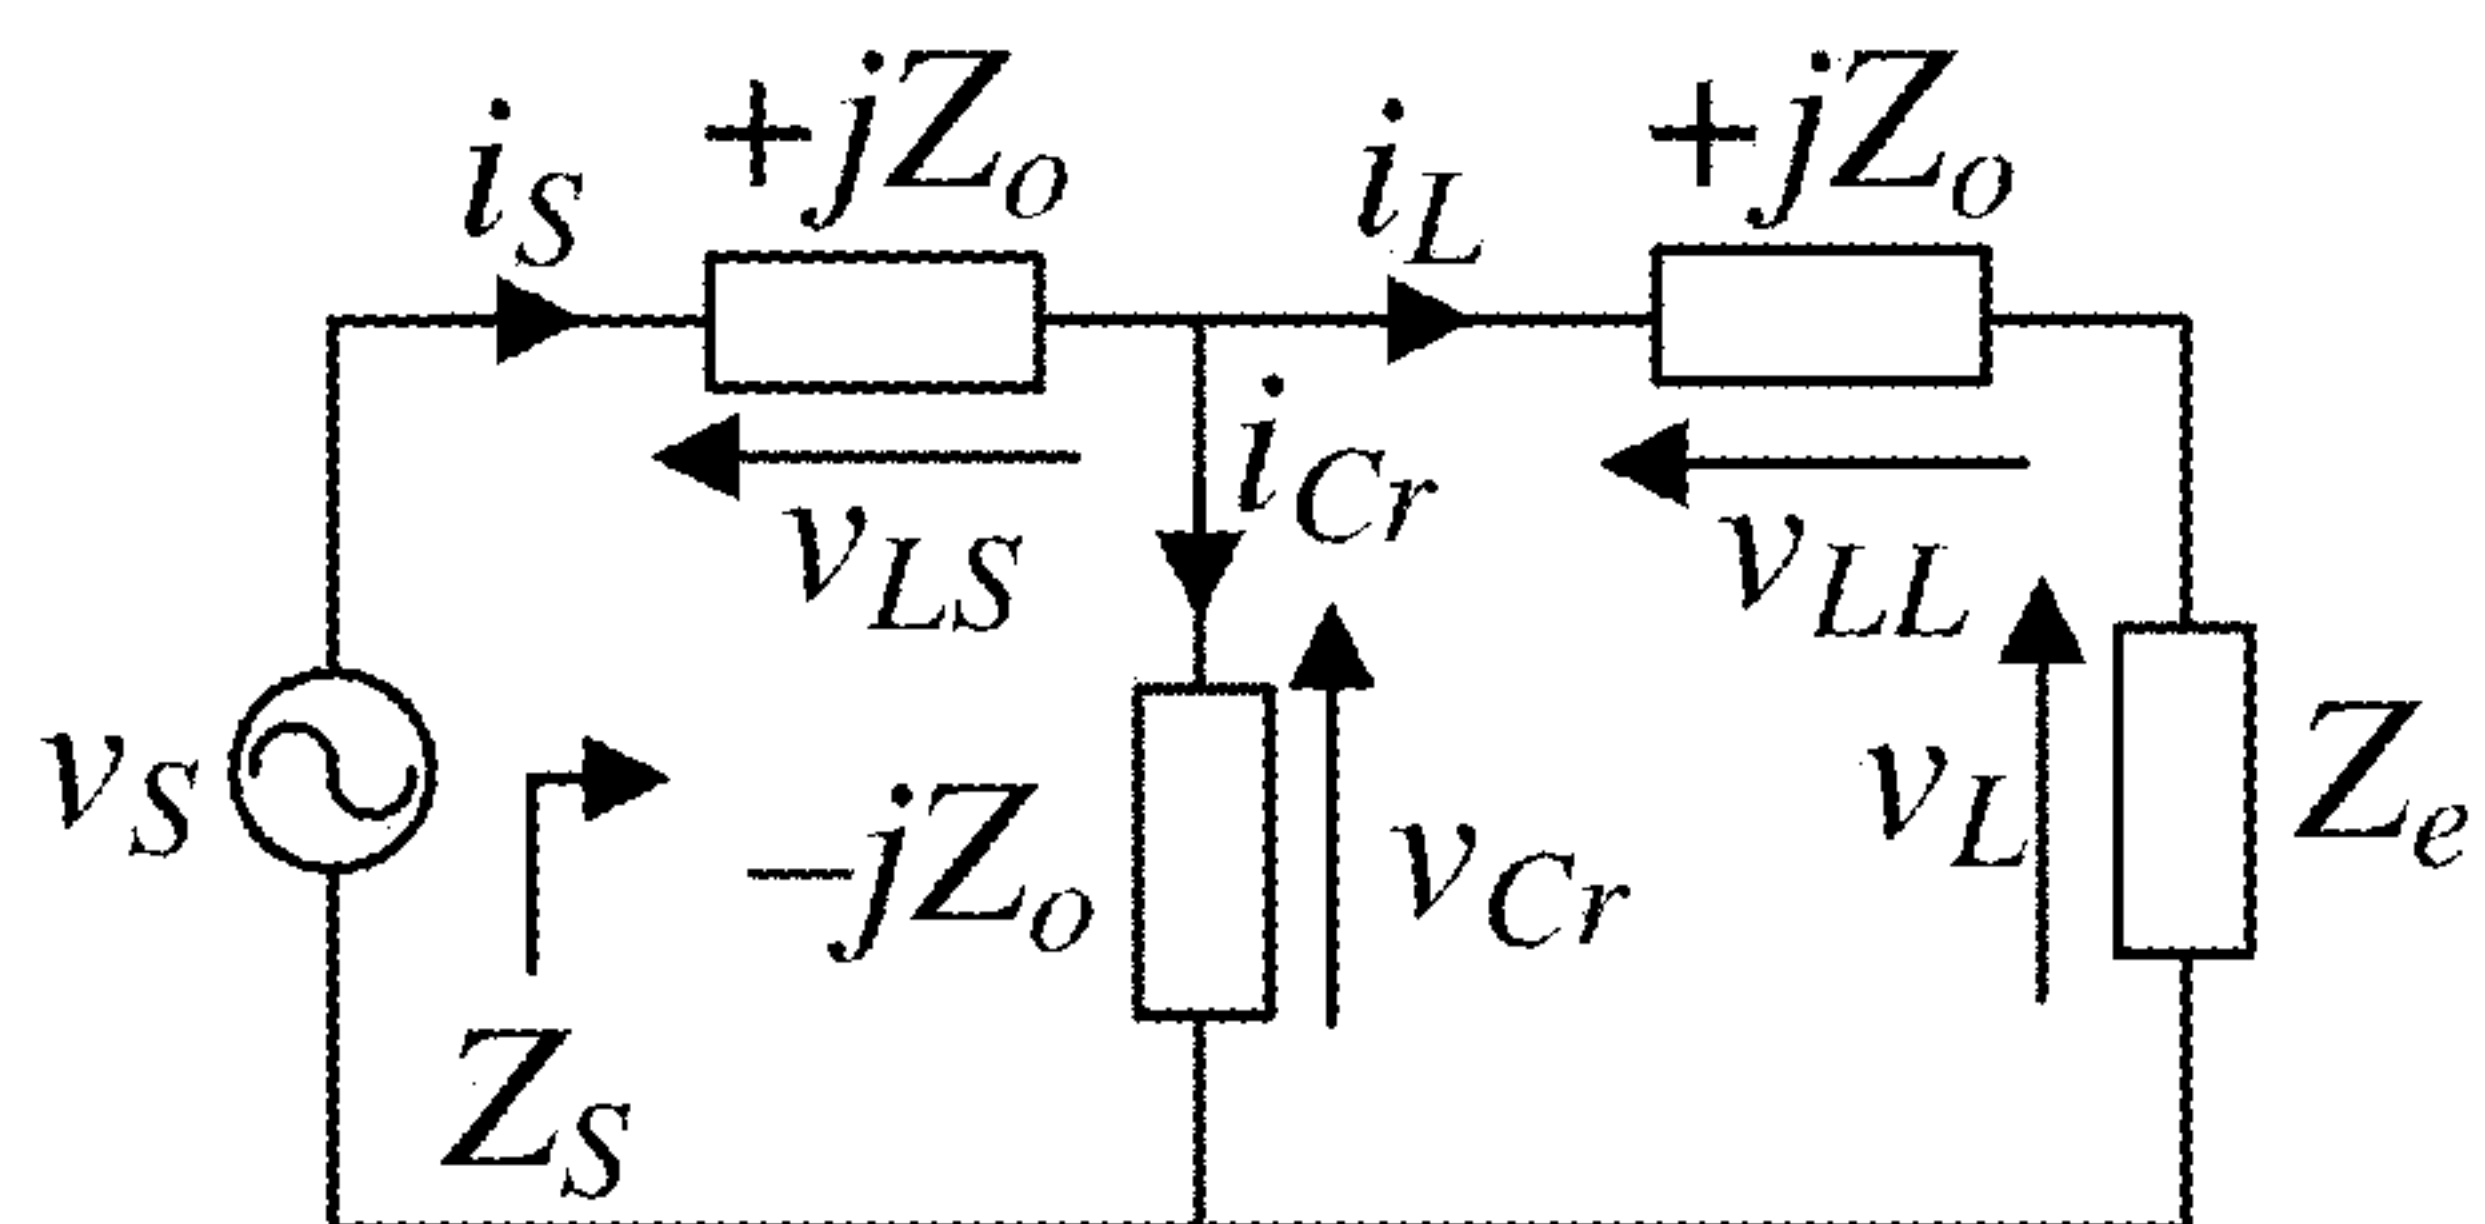 i_S
+jZ_o
i_L
+jZ_o
v_LS
i_Cr
v_LL
v_S
Z_S
−jZ_o
v_Cr
v_L
Z_e